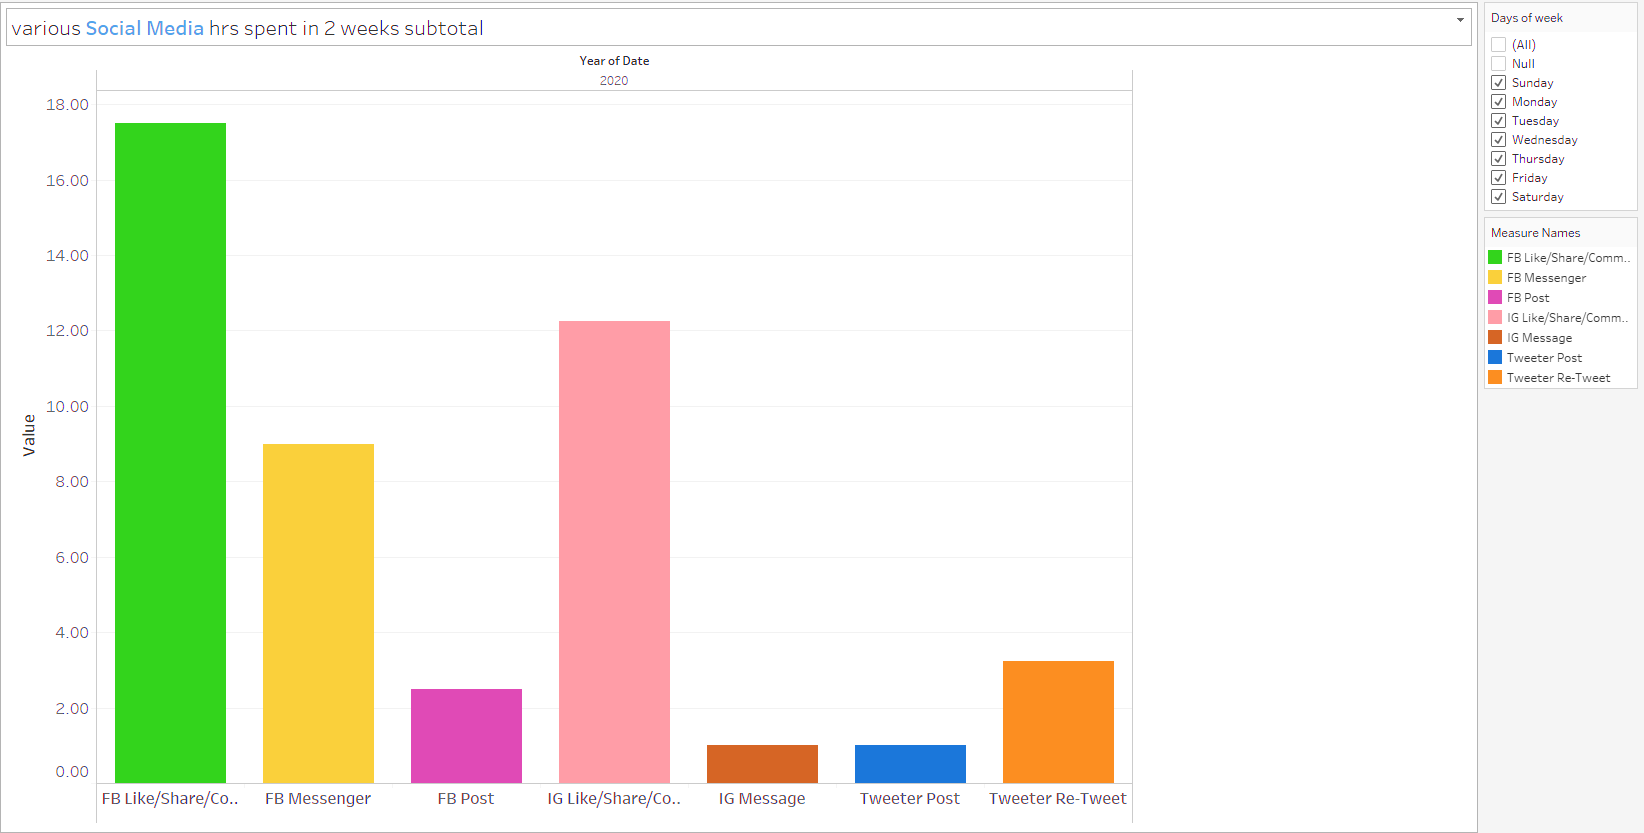 various Social Media hrs spent in 2 weeks subtotal
Year of Date
2020
18.00
16.00
14.00
12.00
10.00
8.00
6.00
4.00
2.00
0.00
Value
FB Like/Share/Co..
FB Messenger
FB Post
IG Like/Share/Co..
IG Message
Tweeter Post
Tweeter Re-Tweet
Days of week
(All)
Null
Sunday
Monday
Tuesday
Wednesday
Thursday
Friday
Saturday
Measure Names
FB Like/Share/Comm..
FB Messenger
FB Post
IG Like/Share/Comm..
IG Message
Tweeter Post
Tweeter Re-Tweet